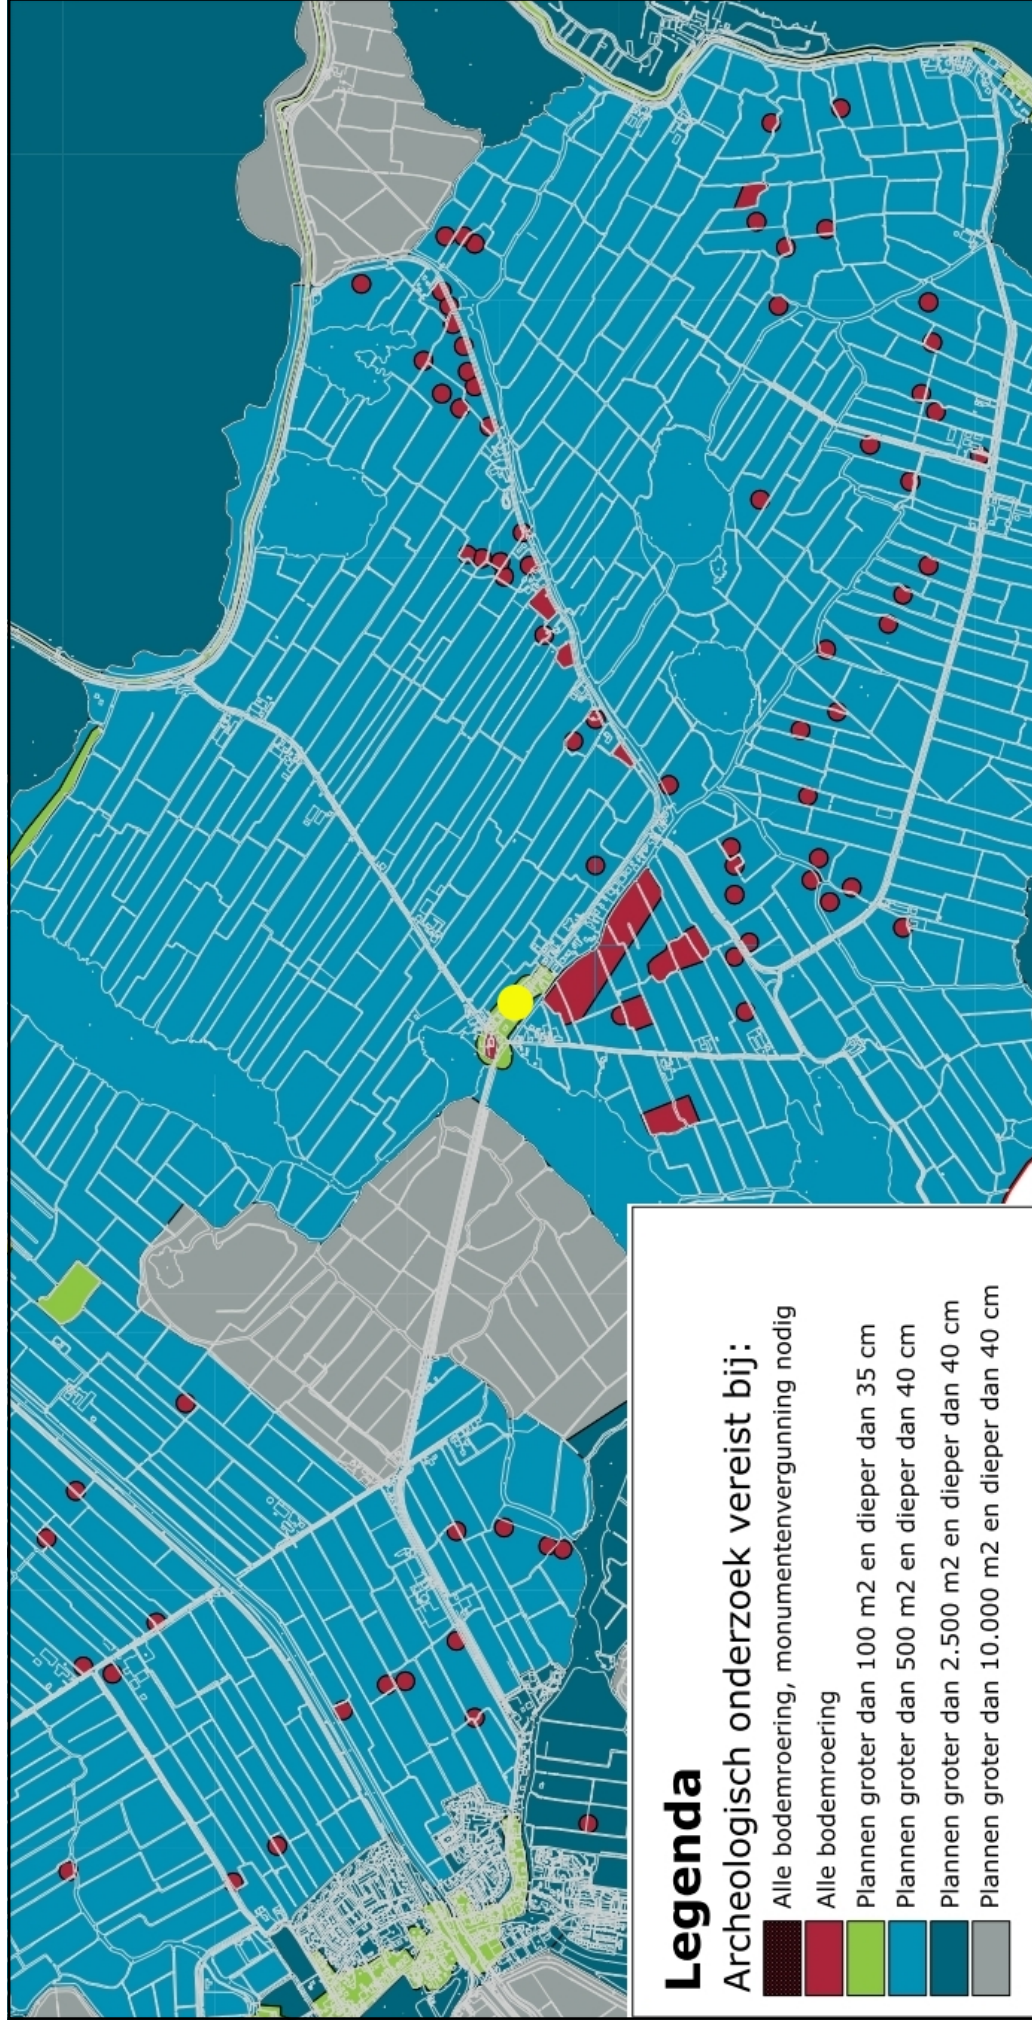 Legenda
Archeologisch onderzoek vereist bij:
Alle bodemroering, monumentenvergunning nodig
Alle bodemroering
Plannen groter dan 100 m2 en dieper dan 35 cm
Plannen groter dan 500 m2 en dieper dan 40 cm
Plannen groter dan 2.500 m2 en dieper dan 40 cm
Plannen groter dan 10.000 m2 en dieper dan 40 cm